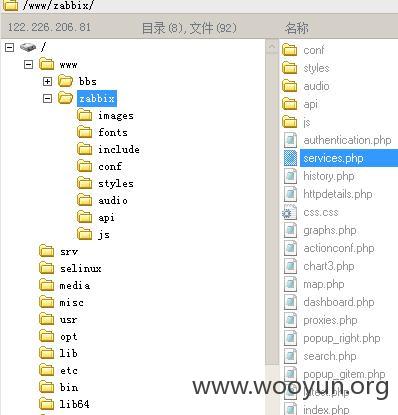 /www/zabbix/
122.226.206.81
目录(8),文件(92)
名称
/
www
bbs
zabbix
images
fonts
include
conf
styles
audio
api
js
srv
selinux
media
misc
usr
opt
lib
etc
bin
lib64
conf
styles
audio
api
js
authentication.php
services.php
history.php
httpdetails.php
css.css
graphs.php
actionconf.php
chart3.php
map.php
dashboard.php
proxies.php
popup_right.php
search.php
popup_gitem.php
latest.php
index.php
www.wooyun.org